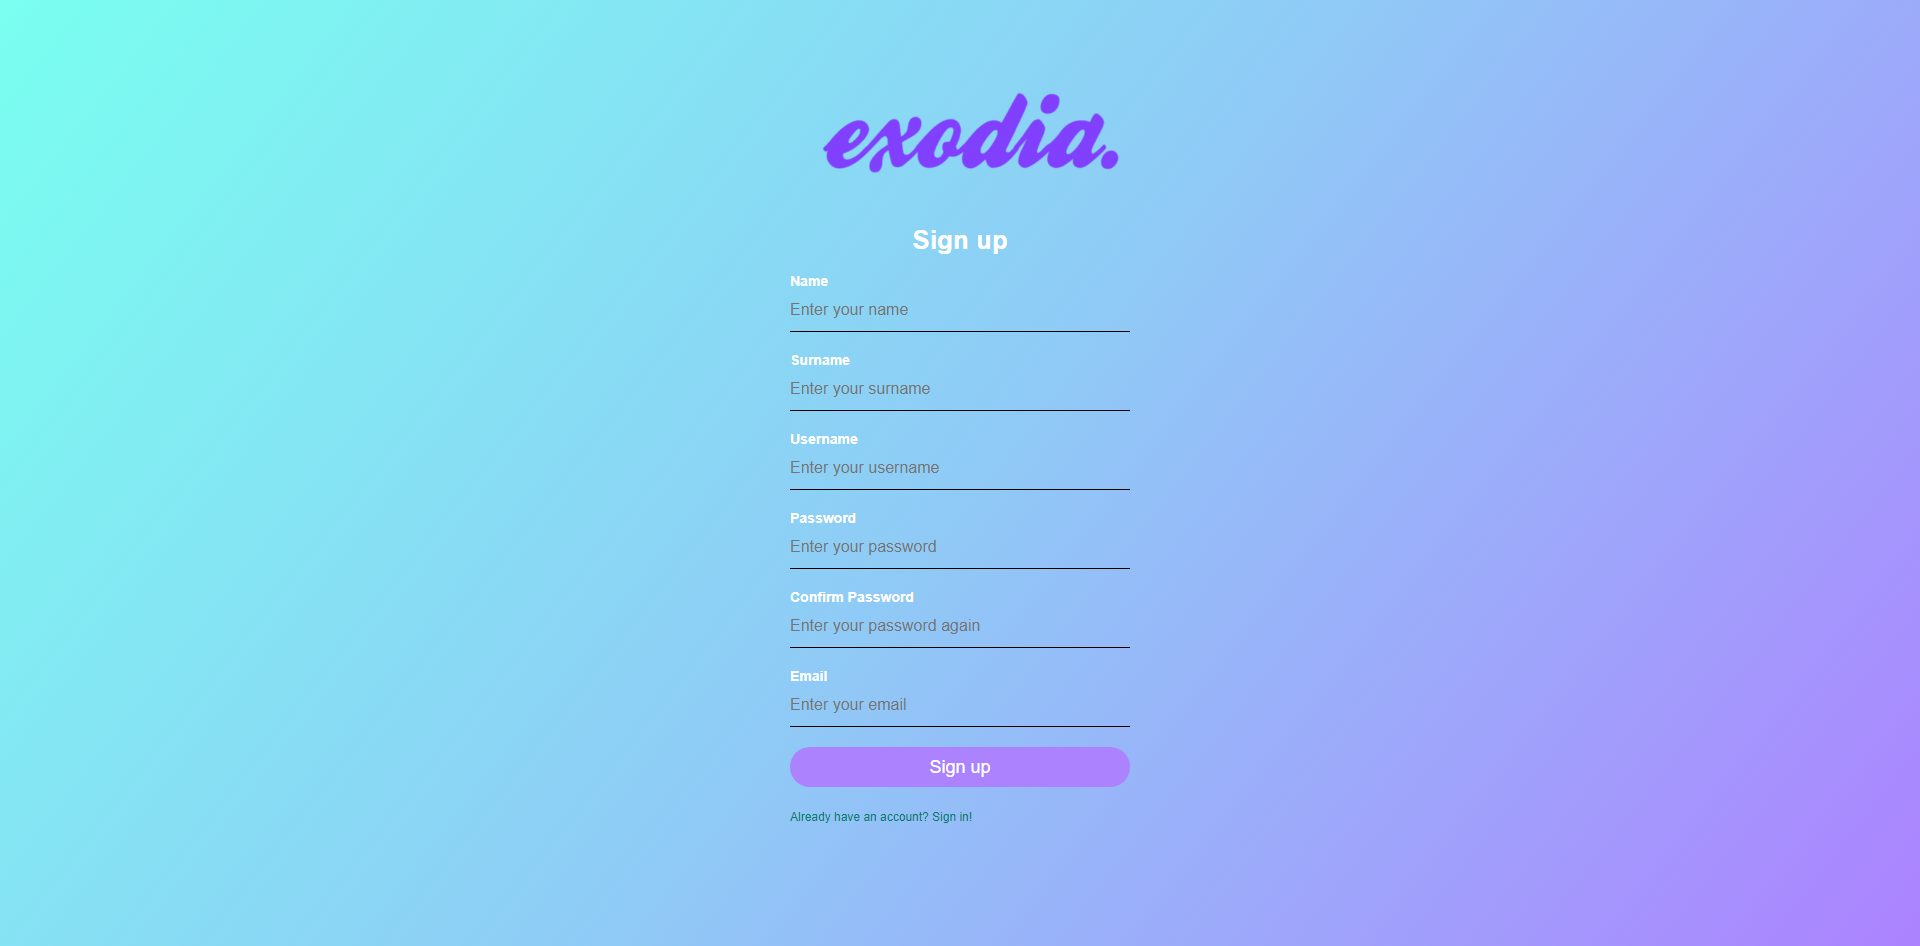 exodia.
Sign up
Name
Enter your name
Surname
Enter your surname
Username
Enter your username
Password
Enter your password
Confirm Password
Enter your password again
Email
Enter your email
Sign up
Already have an account? Sign in!